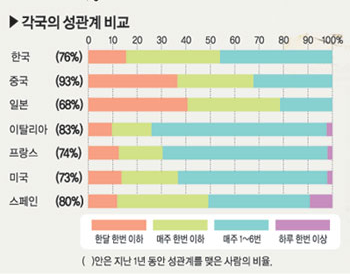 ▶각국의 성관계 비교
0 10 20 30 40 50 60 70 80 90 100
한국 (76%)
중국 (93%)
일본 (68%)
이탈리아 (83%)
프랑스 (74%)
미국 (73%)
스페인 (80%)
한달 한번 이하 매주 한번 이하 매주 1~6번 하루 한번 이상
( )안은 지난 1년 동안 성관계를 맺은 사람의 비율,